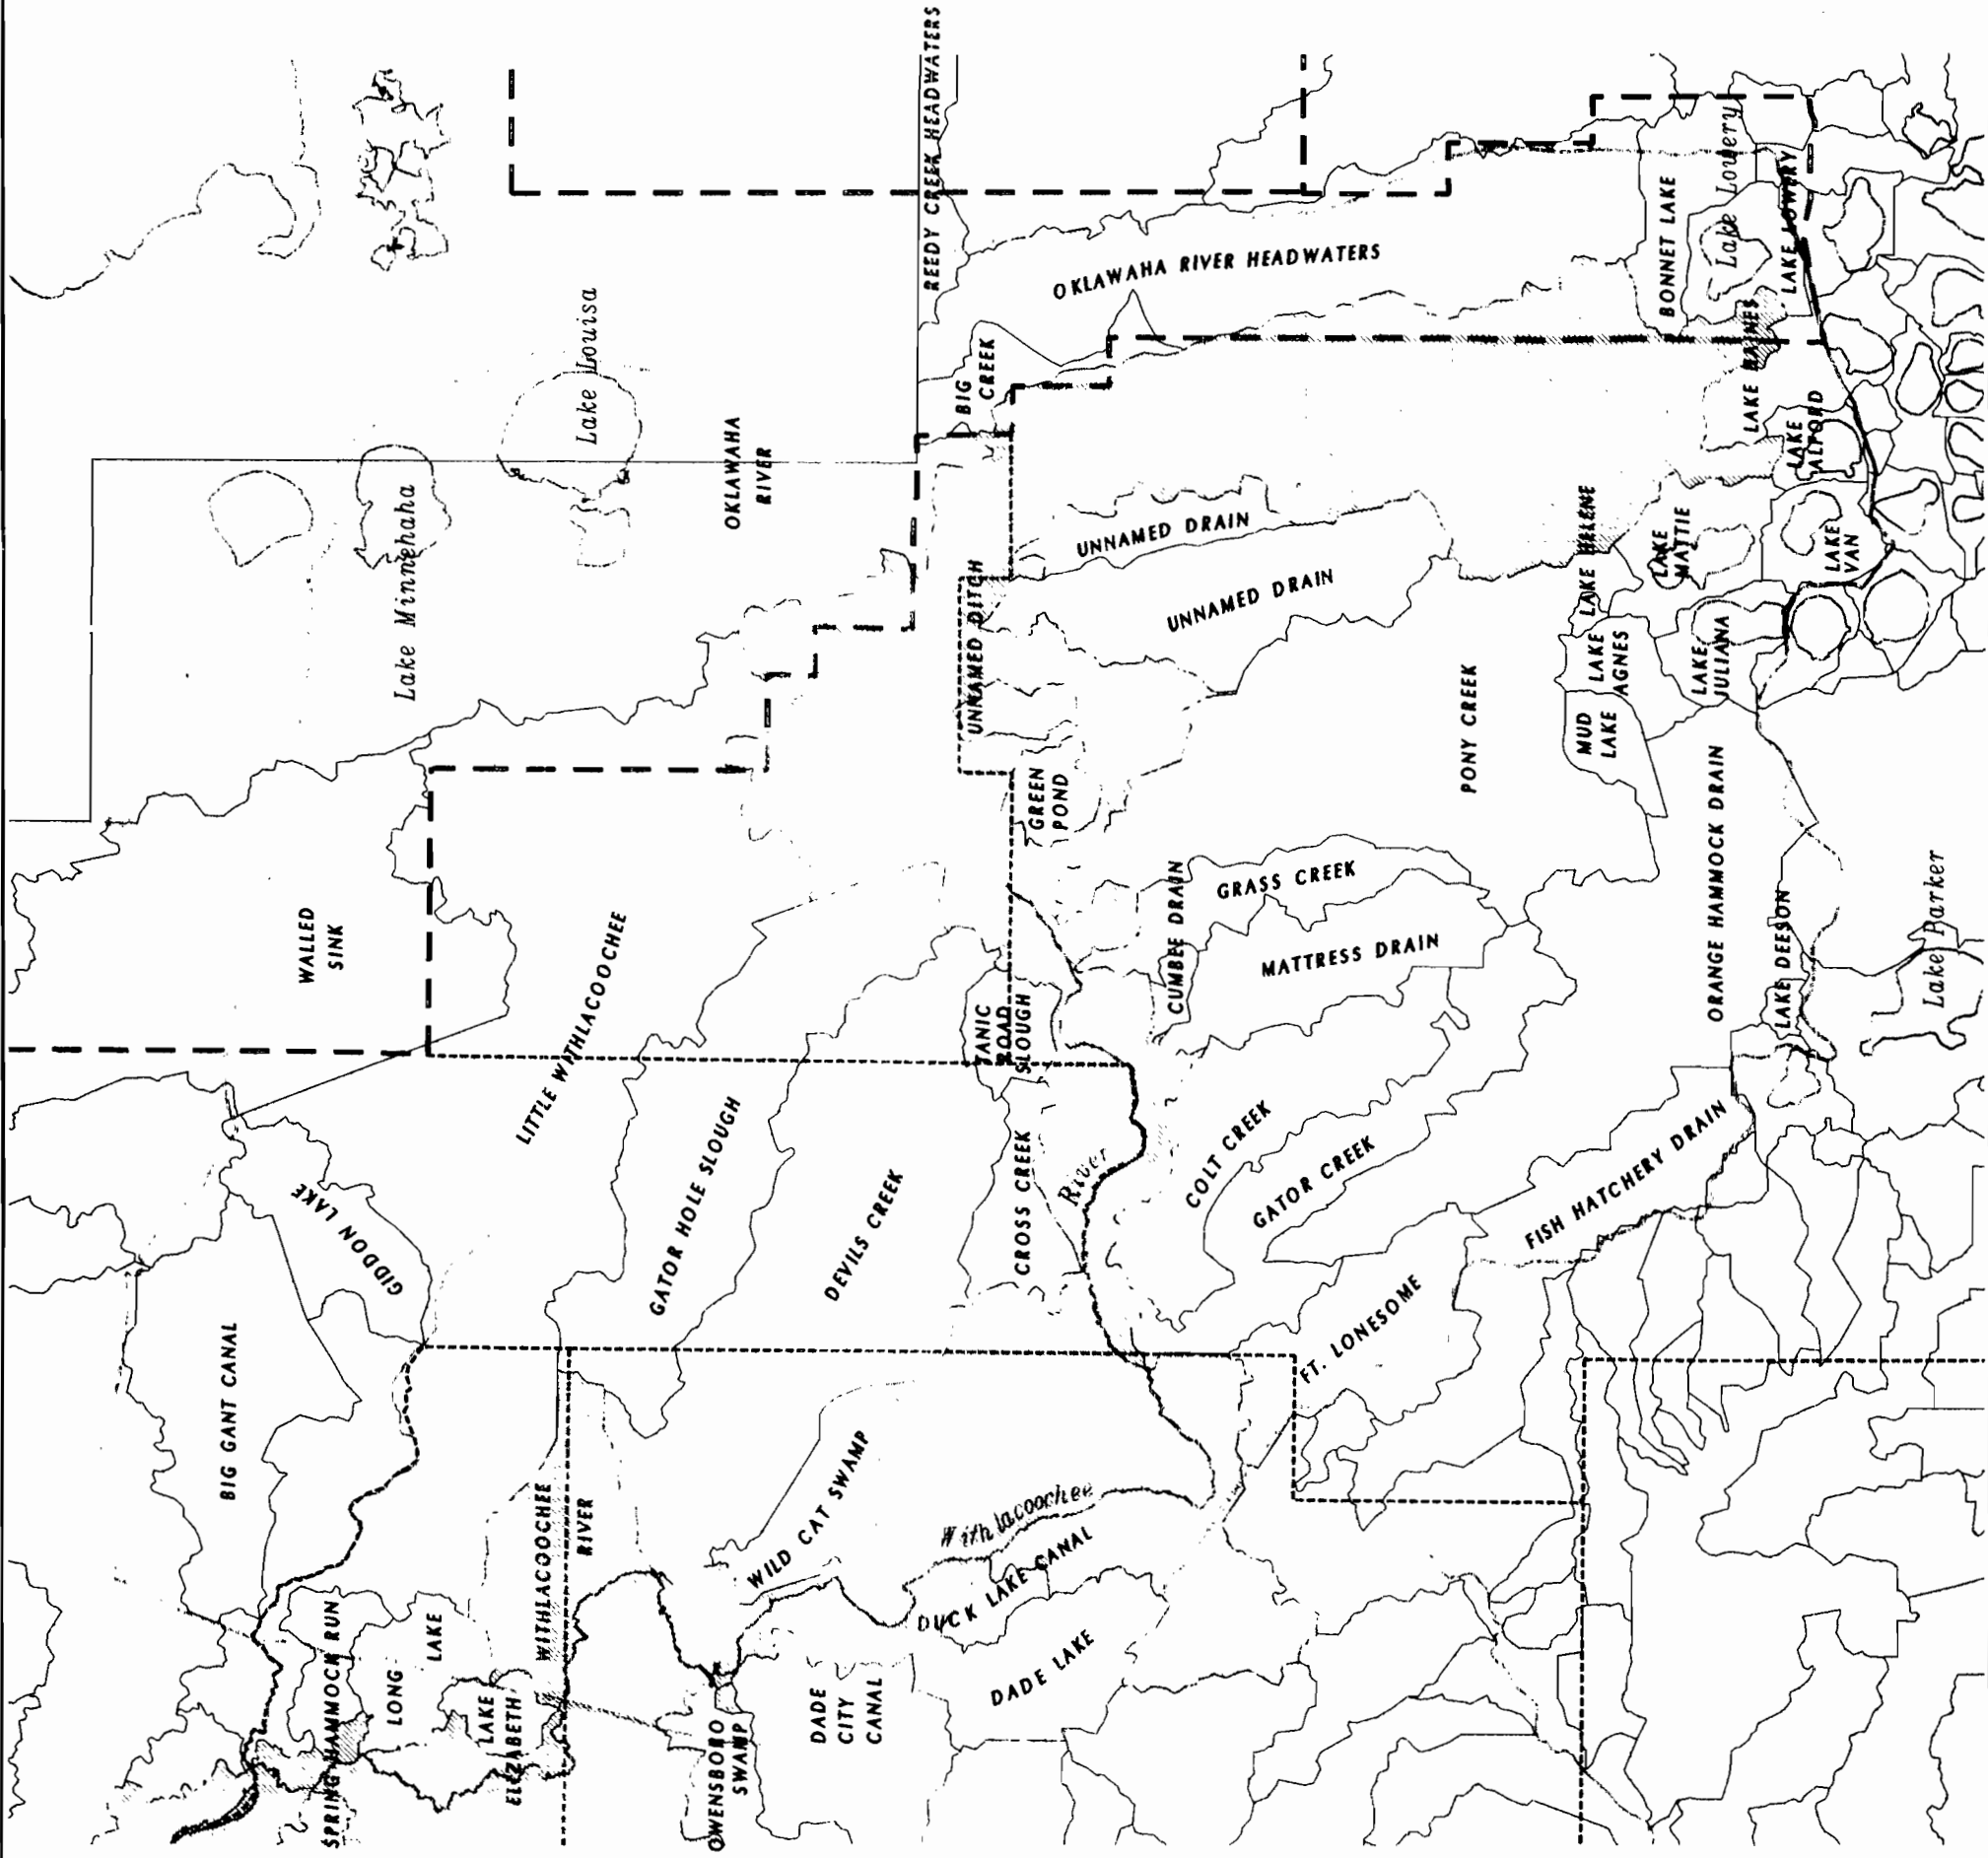 REEDY CREEK HEADWATERS
Lake Louisa
Lake Minnehaha
OKLAWAHA
RIVER
BIG
CREEK
OKLAWAHA RIVER HEADWATERS
BONNET LAKE
Lake Lowery
LAKE LOWERY
LAKE HAINES
LAKE
ALFORD
UNNAMED DRAIN
UNNAMED DRAIN
UNNAMED DITCH
LAKE HELENE
LAKE
MATTIE
LAKE
VAN
LAKE
AGNES
LAKE
JULIANA
MUD
LAKE
PONY CREEK
GREEN
POND
ORANGE HAMMOCK DRAIN
WALLED
SINK
LITTLE WITHLACOOCHEE
CUMBEE DRAIN
GRASS CREEK
MATTRESS DRAIN
LAKE DEESON
Lake Parker
TANIC
ROAD
SLOUGH
GIDDON LAKE
GATOR HOLE SLOUGH
DEVILS CREEK
CROSS CREEK
River
COLT CREEK
GATOR CREEK
FISH HATCHERY DRAIN
FT. LONESOME
BIG GANT CANAL
WITHLACOOCHEE
RIVER
WILD CAT SWAMP
Withlacoochee
DUCK LAKE CANAL
DADE LAKE
SPRING HAMMOCK RUN
LONG
LAKE
LAKE
ELIZABETH
OWENSBORO
SWAMP
DADE
CITY
CANAL